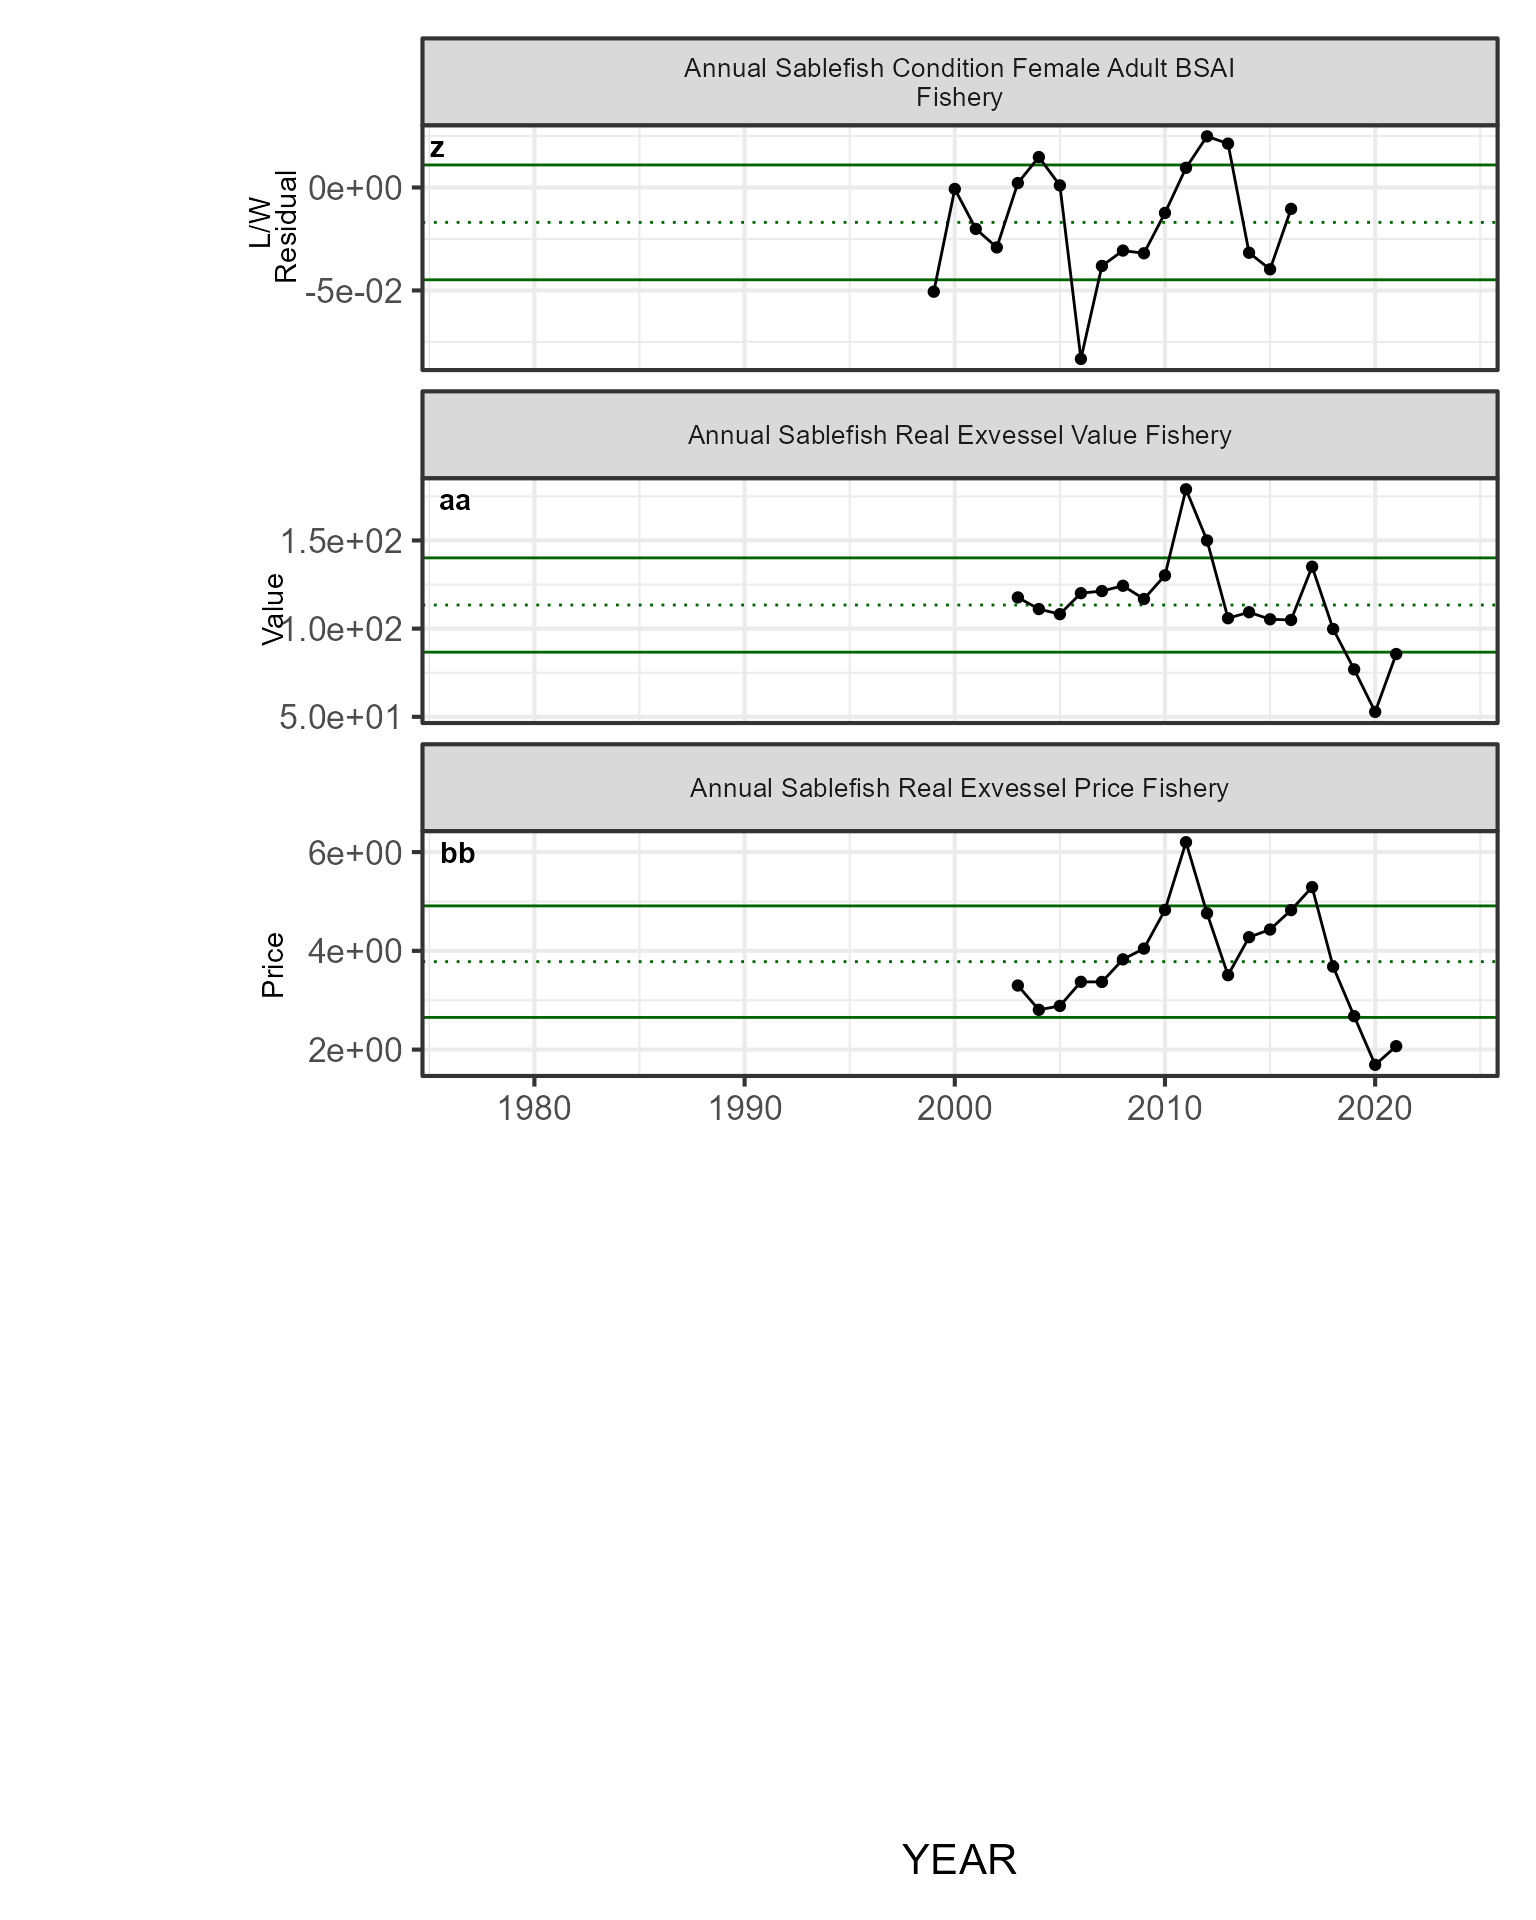 Annual Sablefish Condition Female Adult BSAI
Fishery
z
L/W
Residual
0e+00
-5e-02
Annual Sablefish Real Exvessel Value Fishery
aa
Value
1.5e+02
1.0e+02
5.0e+01
Annual Sablefish Real Exvessel Price Fishery
bb
Price
6e+00
4e+00
2e+00
1980 1990 2000 2010 2020
YEAR